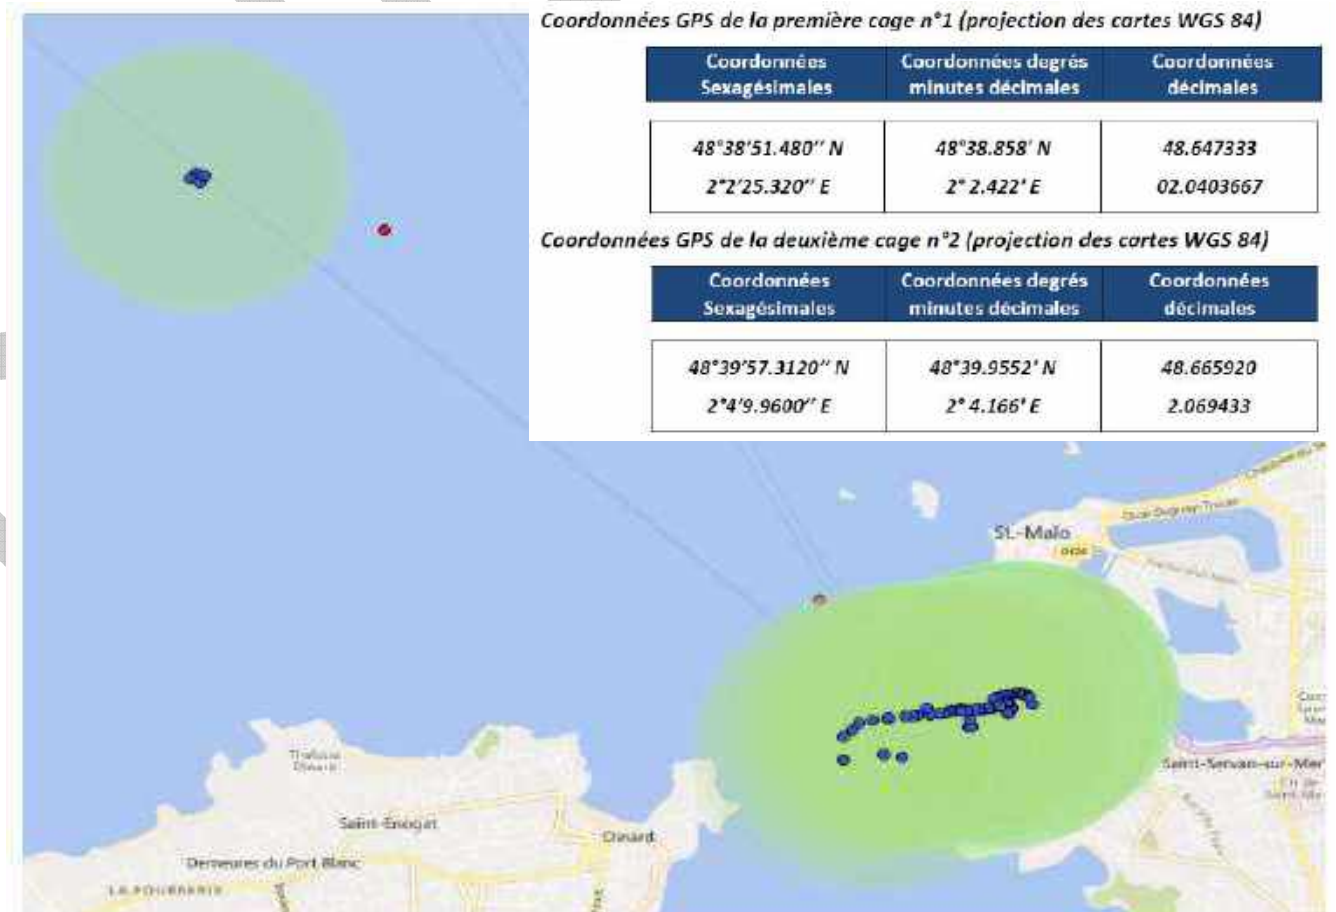 Coordonnées GPS de la première cage n°1 (projection des cartes WGS 84)
Coordonnées Sexagésimales
Coordonnées degrés minutes décimales
Coordonnées décimales
48°38'51.480'' N
48°38.858' N
48.647333
2°2'25.320'' E
2° 2.422' E
02.0403667
Coordonnées GPS de la deuxième cage n°2 (projection des cartes WGS 84)
Coordonnées Sexagésimales
Coordonnées degrés minutes décimales
Coordonnées décimales
48°39'57.3120'' N
48°39.9552' N
48.665920
2°4'9.9600'' E
2° 4.166' E
2.069433
St.-Malo
Saint-Servan-sur-Mer
Saint-Enogat
Dinard
Demeures du Port Blanc
LA FOURBERIE